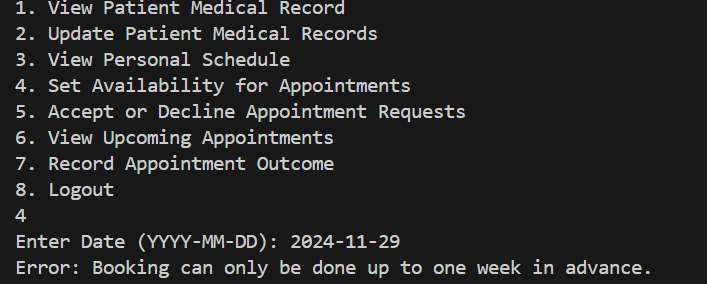 1. View Patient Medical Record
2. Update Patient Medical Records
3. View Personal Schedule
4. Set Availability for Appointments
5. Accept or Decline Appointment Requests
6. View Upcoming Appointments
7. Record Appointment Outcome
8. Logout
4
Enter Date (YYYY-MM-DD): 2024-11-29
Error: Booking can only be done up to one week in advance.